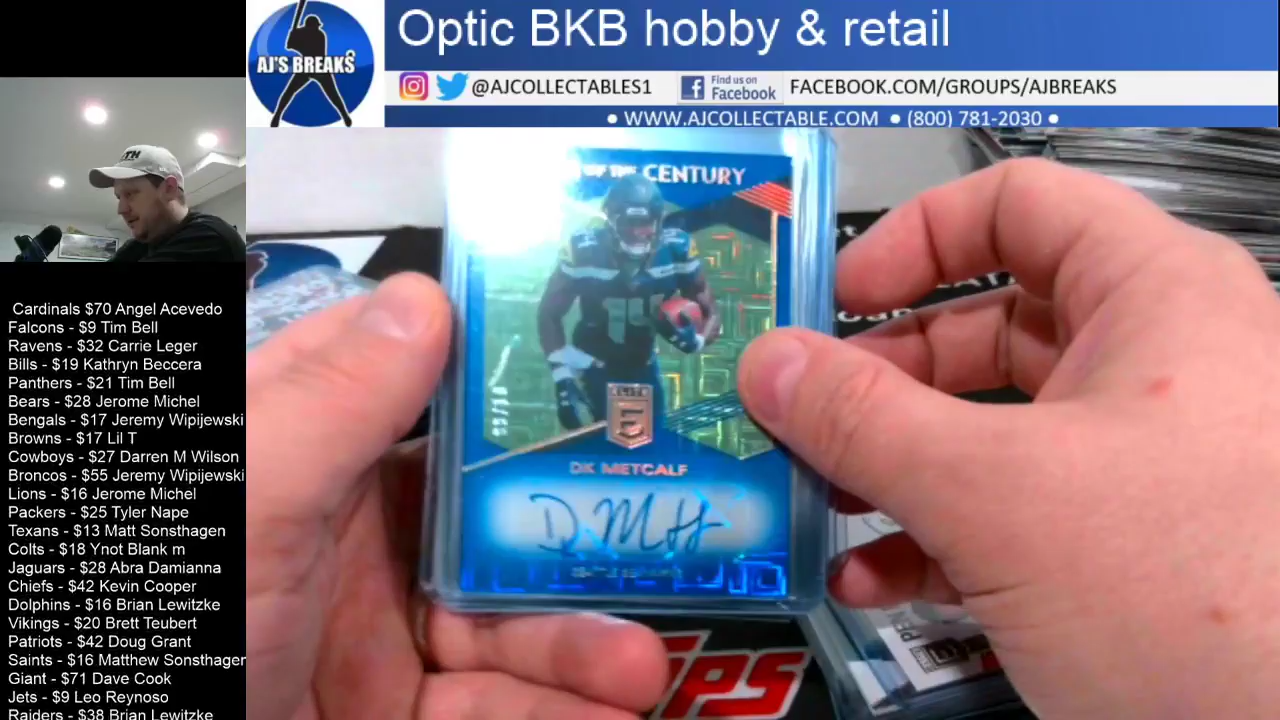 Optic BKB hobby & retail
AJ'S BREAKS
@AJCOLLECTABLES1
Find us on
Facebook
FACEBOOK.COM/GROUPS/AJBREAKS
• WWW.AJCOLLECTABLE.COM • (800) 781-2030 •
Cardinals $70 Angel Acevedo
Falcons - $9 Tim Bell
Ravens - $32 Carrie Leger
Bills - $19 Kathryn Beccera
Panthers - $21 Tim Bell
Bears - $28 Jerome Michel
Bengals - $17 Jeremy Wipijewski
Browns - $17 Lil T
Cowboys - $27 Darren M Wilson
Broncos - $55 Jeremy Wipijewski
Lions - $16 Jerome Michel
Packers - $25 Tyler Nape
Texans - $13 Matt Sonsthagen
Colts - $18 Ynot Blank m
Jaguars - $28 Abra Damianna
Chiefs - $42 Kevin Cooper
Dolphins - $16 Brian Lewitzke
Vikings - $20 Brett Teubert
Patriots - $42 Doug Grant
Saints - $16 Matthew Sonsthagen
Giant - $71 Dave Cook
Jets - $9 Leo Reynoso
Raiders - $38 Brian Lewitzke
OF THE CENTURY
14
ELITE
E
DK METCALF